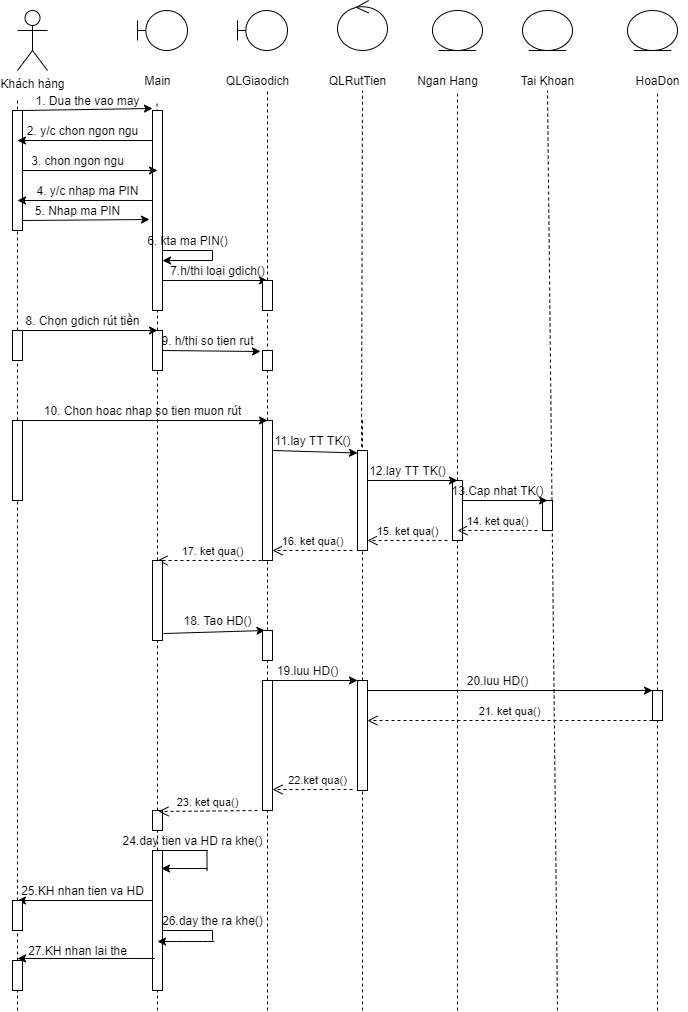 Khách hàng
Main
QLGiaodich
QLRutTien
Ngan Hang
Tai Khoan
HoaDon
1. Dua the vao may
2. y/c chon ngon ngu
3. chon ngon ngu
4. y/c nhap ma PIN
5. Nhap ma PIN
6. kta ma PIN()
7.h/thi loại gdich()
8. Chọn gdich rút tiền
9. h/thi so tien rut
10. Chon hoac nhap so tien muon rút
11.lay TT TK()
12.lay TT TK()
13.Cap nhat TK()
14. ket qua()
15. ket qua()
16. ket qua()
17. ket qua()
18. Tao HD()
19.luu HD()
20.luu HD()
21. ket qua()
22.ket qua()
23. ket qua()
24.day tien va HD ra khe()
25.KH nhan tien va HD
26.day the ra khe()
27.KH nhan lai the